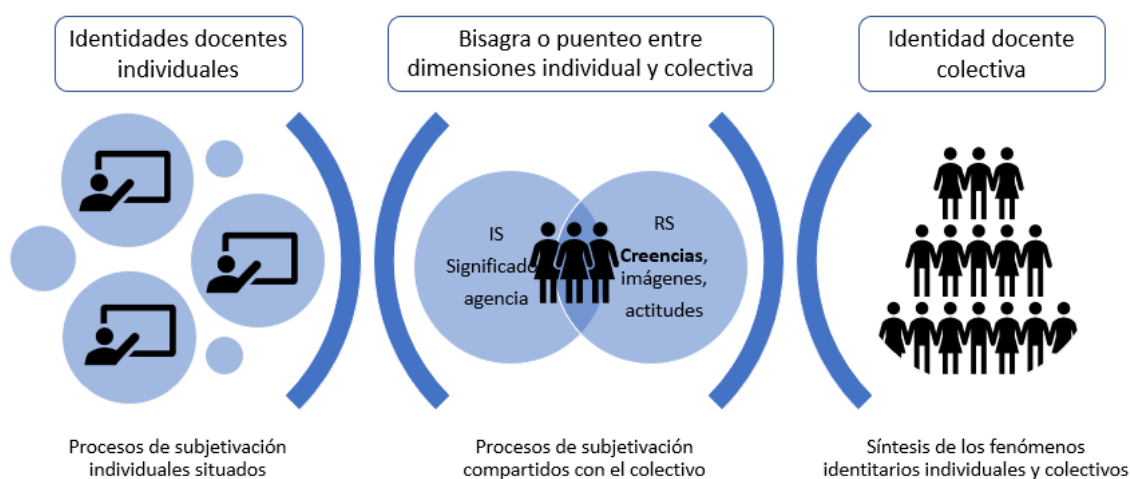 Identidades docentes
individuales
Bisagra o puenteo entre
dimensiones individual y colectiva
Identidad docente
colectiva
IS
Significado
agencia
RS
Creencias,
imágenes,
actitudes
Procesos de subjetivación
individuales situados
Procesos de subjetivación
compartidos con el colectivo
Síntesis de los fenómenos
identitarios individuales y colectivos